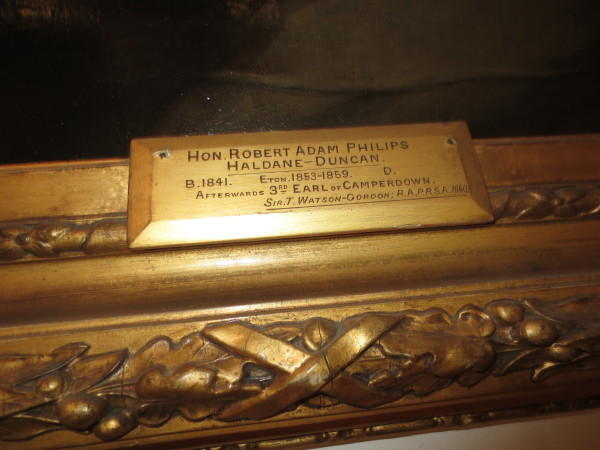 HON. ROBERT ADAM PHILIPS
HALDANE-DUNCAN.
B. 1841. ETON. 1853-1859. D.
AFTERWARDS 3RD EARL OF CAMPERDOWN.
SIR. T. WATSON-GORDON, R.A. P.R.S.A. 1860